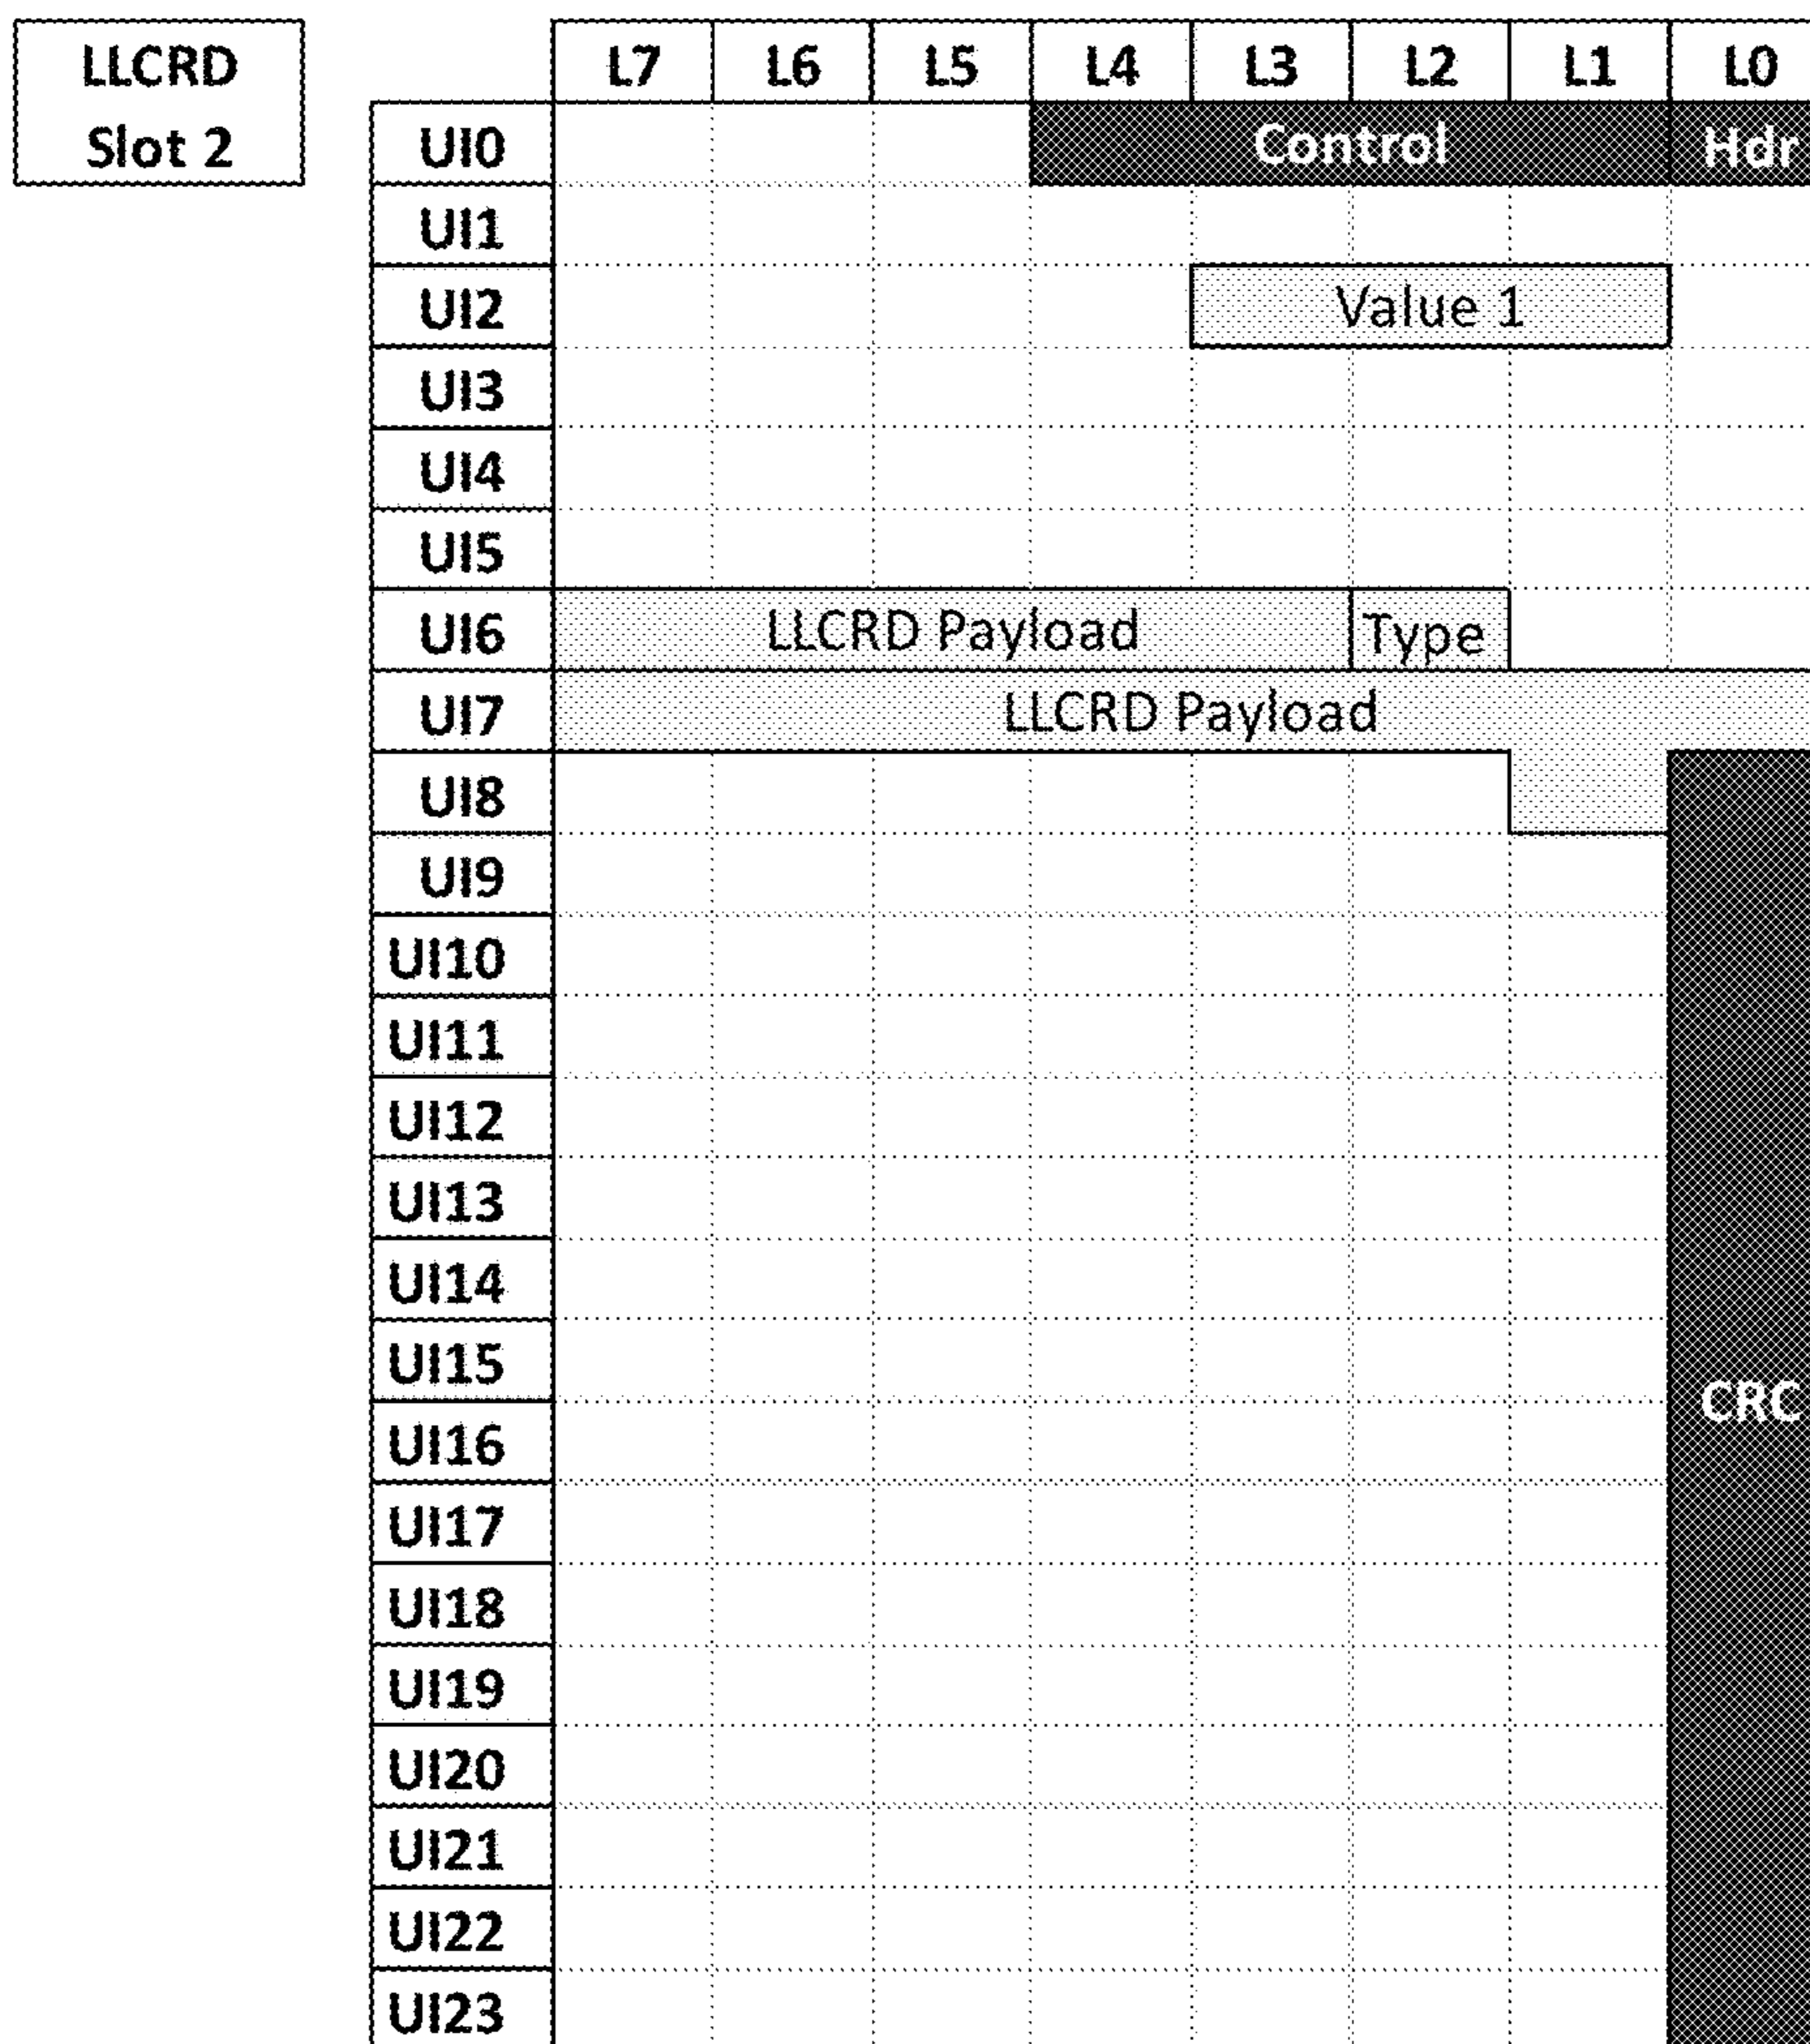 LLCRD
Slot 2
L7 L6 L5 L4 L3 L2 L1 L0
UI0 Control Hdr
UI1
UI2 Value 1
UI3
UI4
UI5
UI6 LLCRD Payload Type
UI7 LLCRD Payload
UI8
UI9
UI10
UI11
UI12
UI13
UI14
UI15
CRC
UI16
UI17
UI18
UI19
UI20
UI21
UI22
UI23